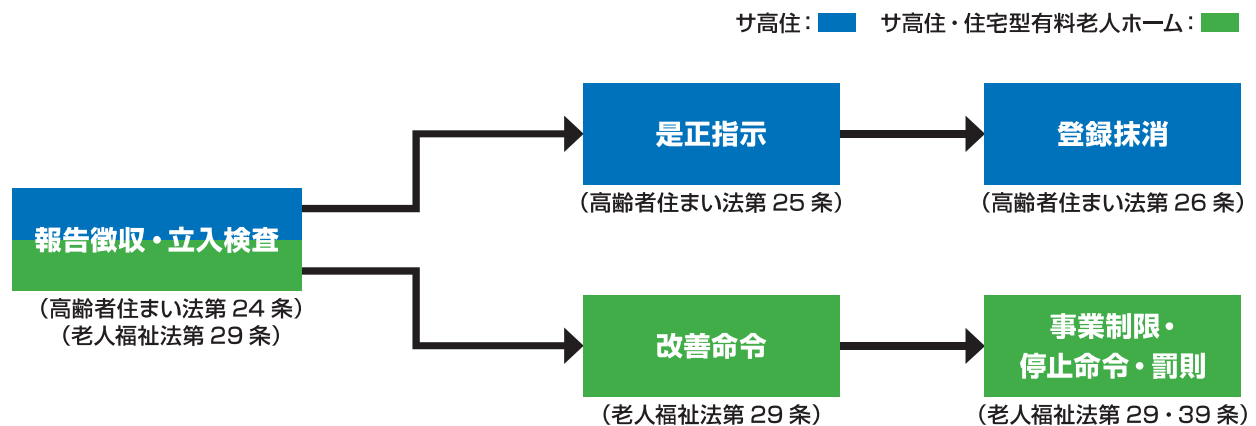 サ高住： サ高住・住宅型有料老人ホーム：
是正指示
（高齢者住まい法第 25 条）
登録抹消
（高齢者住まい法第 26 条）
報告徴収・立入検査
（高齢者住まい法第 24 条）
（老人福祉法第 29 条）
改善命令
（老人福祉法第 29 条）
事業制限・
停止命令・罰則
（老人福祉法第 29・39 条）